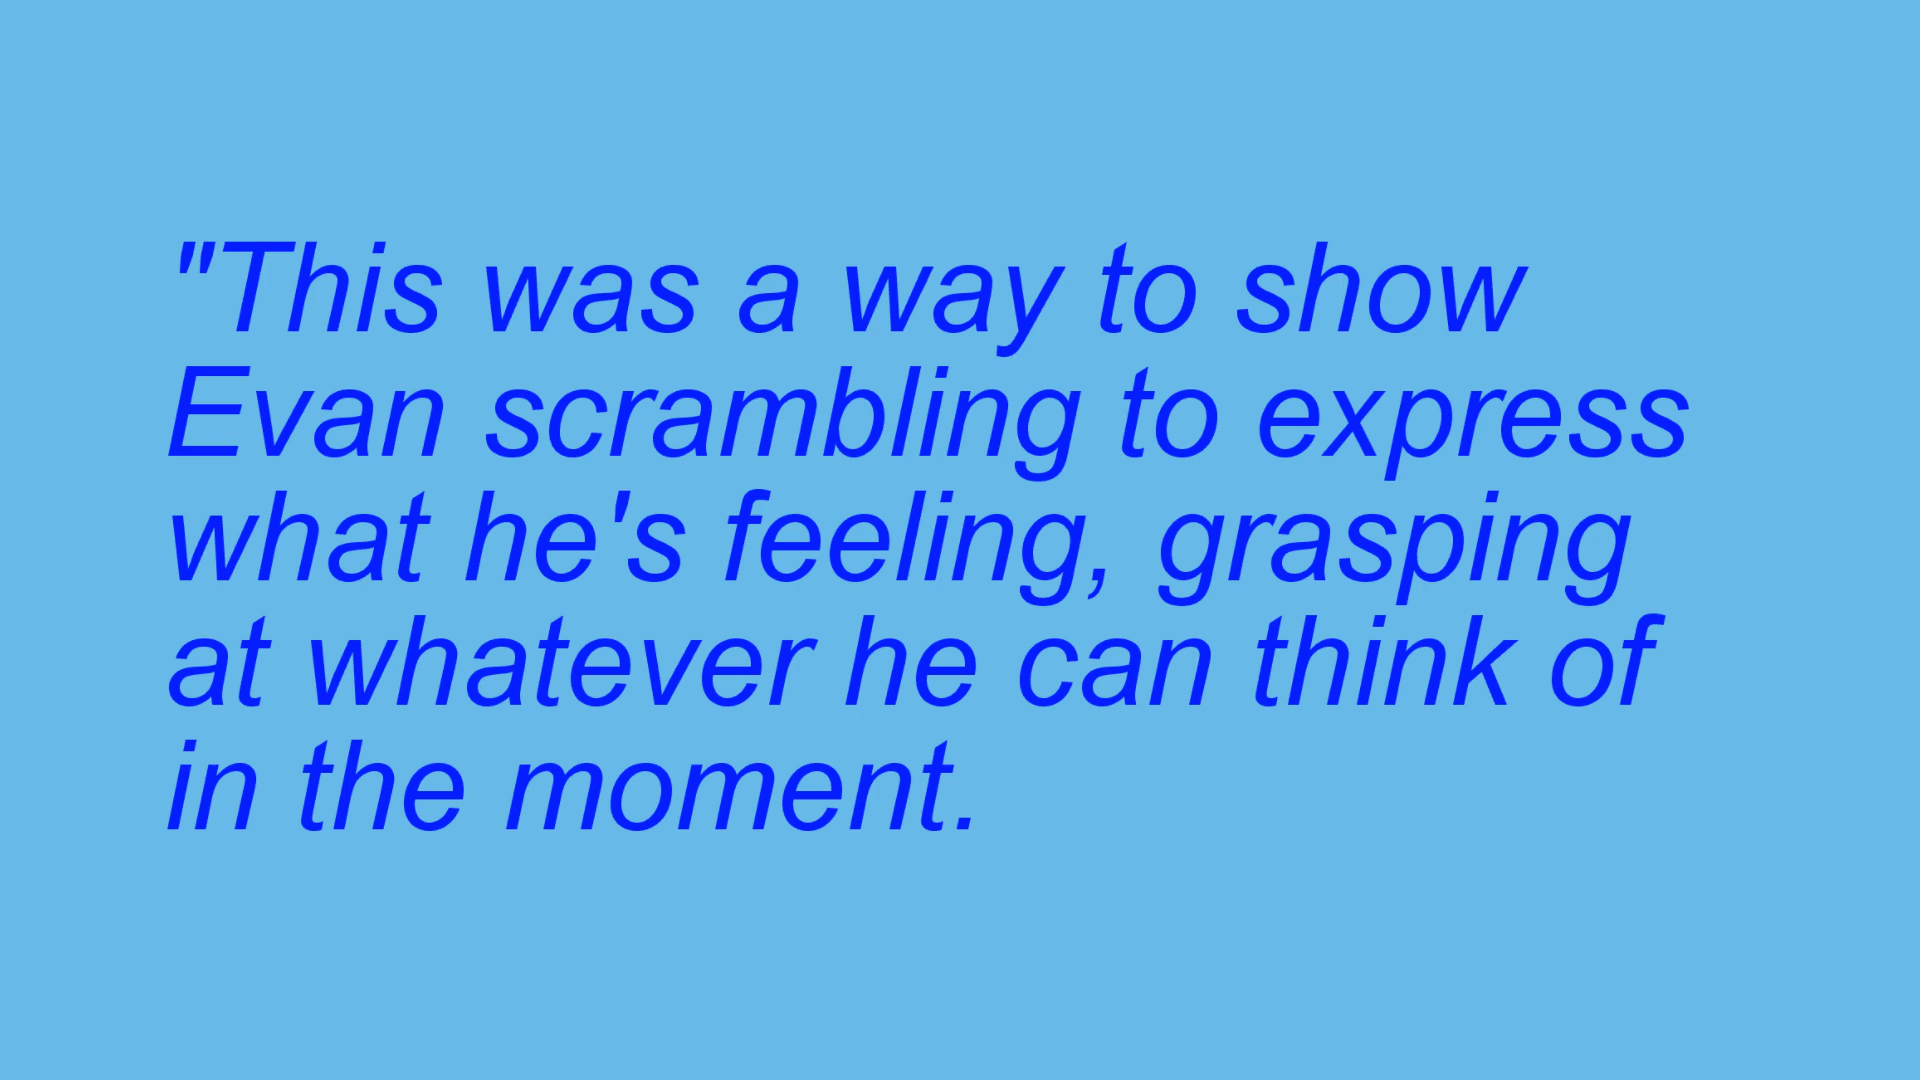 "This was a way to show
Evan scrambling to express
what he's feeling, grasping
at whatever he can think of
in the moment.